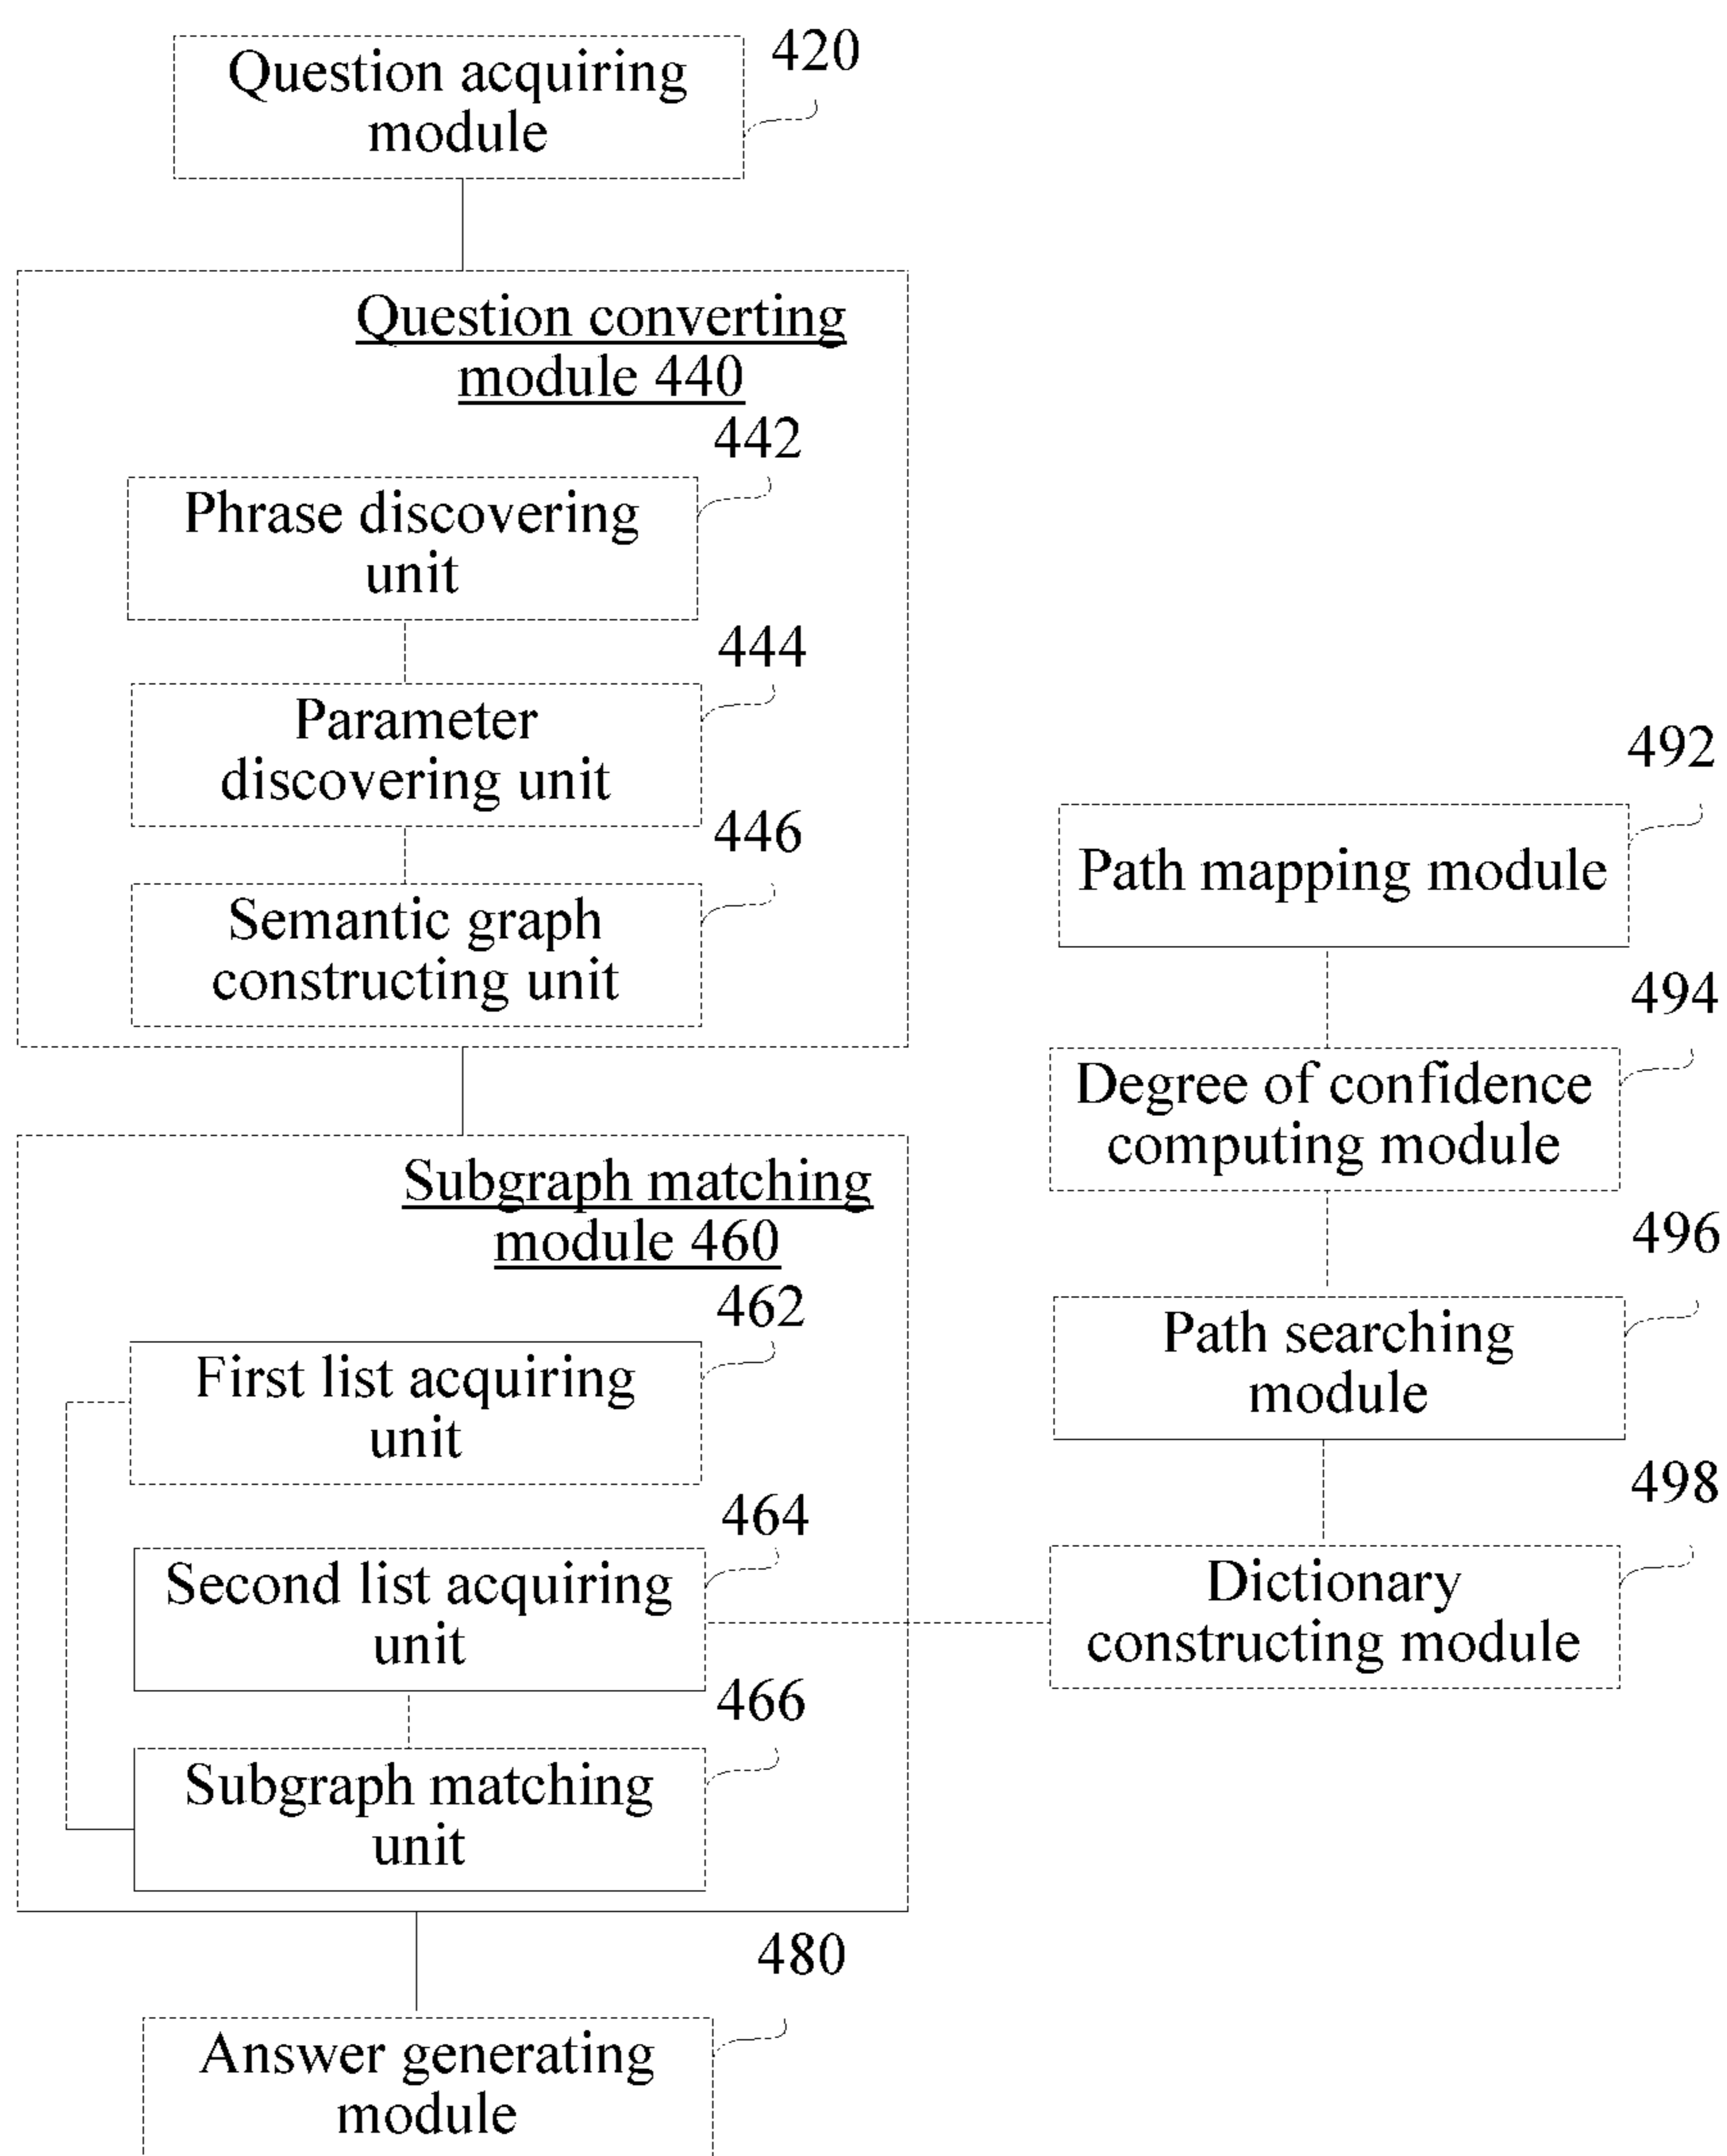 420
Question acquiring
module
Question converting
module 440
442
Phrase discovering
unit
444
Parameter
discovering unit
446
Semantic graph
constructing unit
Subgraph matching
module 460
462
First list acquiring
unit
464
Second list acquiring
unit
466
Subgraph matching
unit
480
Answer generating
module
492
Path mapping module
494
Degree of confidence
computing module
496
Path searching
module
498
Dictionary
constructing module